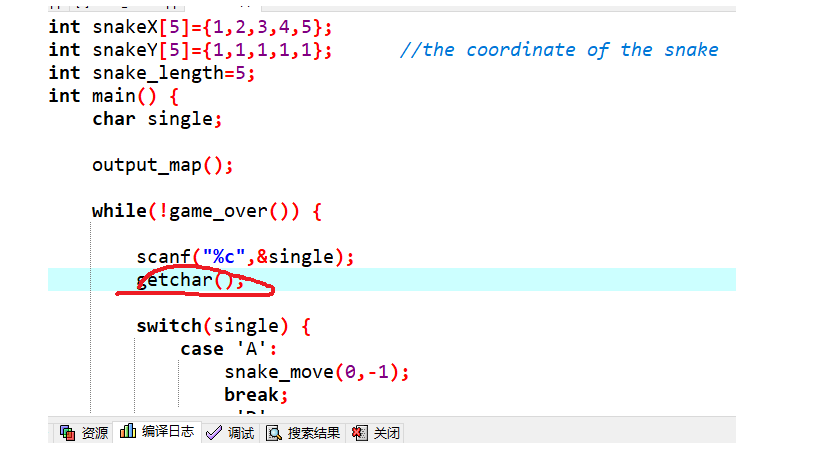 int snakeX[5]={1,2,3,4,5};
int snakeY[5]={1,1,1,1,1};      //the coordinate of the snake
int snake_length=5;
int main() {
    char single;
    output_map();
    while(!game_over()) {
        scanf("%c",&single);
        getchar();
        switch(single) {
            case 'A':
                snake_move(0,-1);
                break;
资源 编译日志 调试 搜索结果 关闭